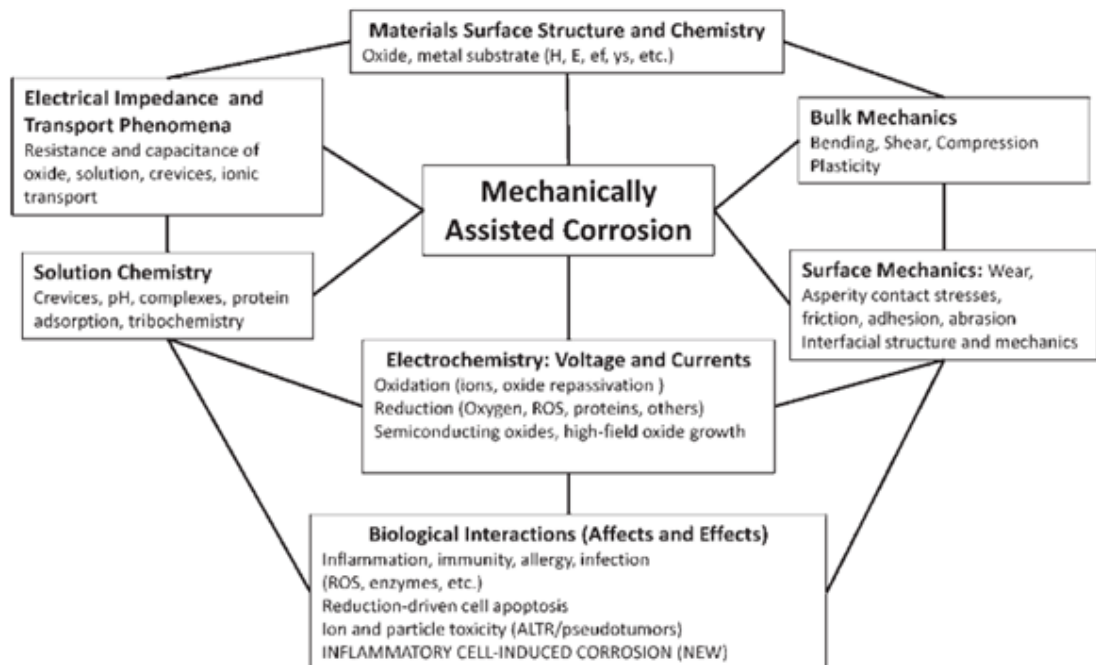 Materials Surface Structure and Chemistry
Oxide, metal substrate (H, E, ef, ys, etc.)
Electrical Impedance and
Transport Phenomena
Resistance and capacitance of
oxide, solution, crevices, ionic
transport
Bulk Mechanics
Bending, Shear, Compression
Plasticity
Mechanically
Assisted Corrosion
Solution Chemistry
Crevices, pH, complexes, protein
adsorption, tribochemistry
Surface Mechanics: Wear,
Asperity contact stresses,
friction, adhesion, abrasion
Interfacial structure and mechanics
Electrochemistry: Voltage and Currents
Oxidation (ions, oxide repassivation )
Reduction (Oxygen, ROS, proteins, others)
Semiconducting oxides, high-field oxide growth
Biological Interactions (Affects and Effects)
Inflammation, immunity, allergy, infection
(ROS, enzymes, etc.)
Reduction-driven cell apoptosis
Ion and particle toxicity (ALTR/pseudotumors)
INFLAMMATORY CELL-INDUCED CORROSION (NEW)